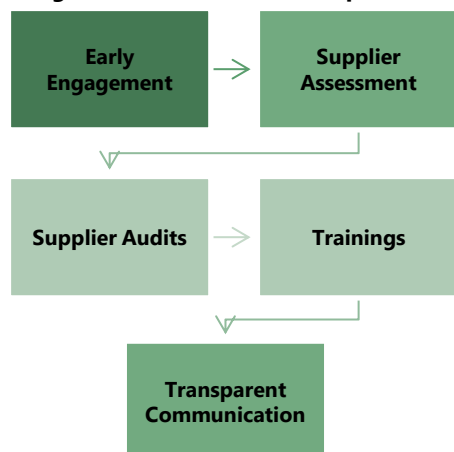 Early
Engagement
Supplier
Assessment
Supplier Audits
Trainings
Transparent
Communication